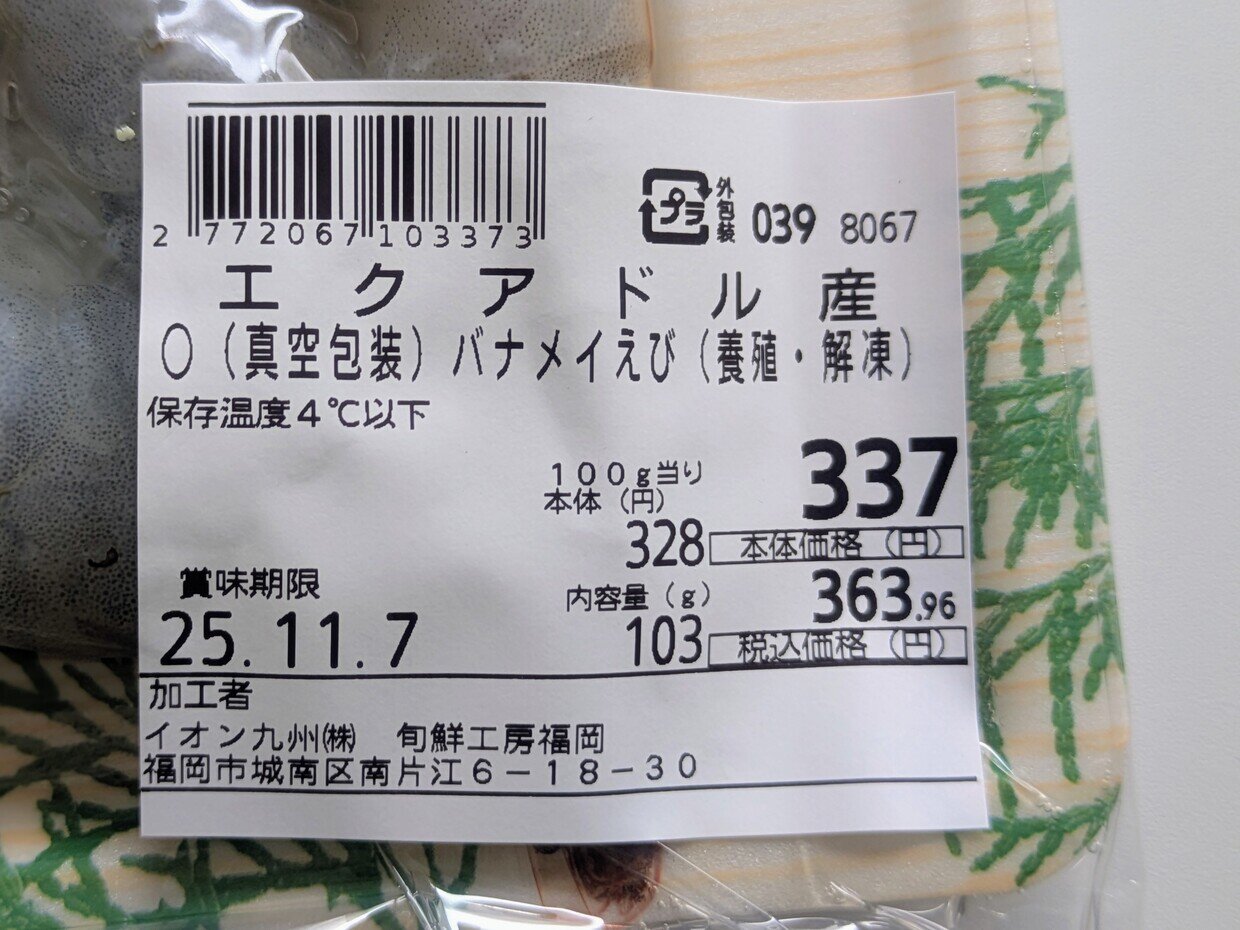 2 772067 103373
プラ 外包装 039 8067
エクアドル産
〇(真空包装)バナメイえび(養殖・解凍)
保存温度4℃以下
100g当り
本体(円)
328
337
本体価格(円)
賞味期限
25.11.7
内容量(g)
103
363.96
税込価格(円)
加工者
イオン九州㈱ 旬鮮工房福岡
福岡市城南区南片江6-18-30